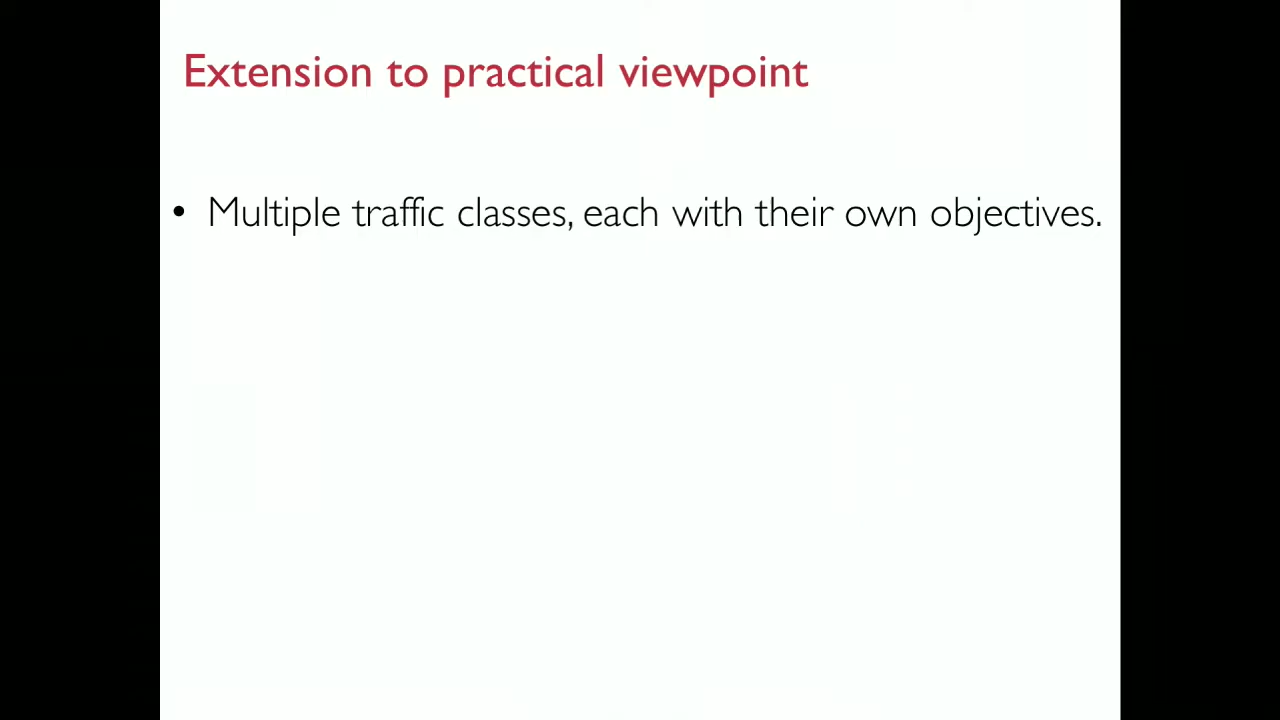 Extension to practical viewpoint
• Multiple traffic classes, each with their own objectives.